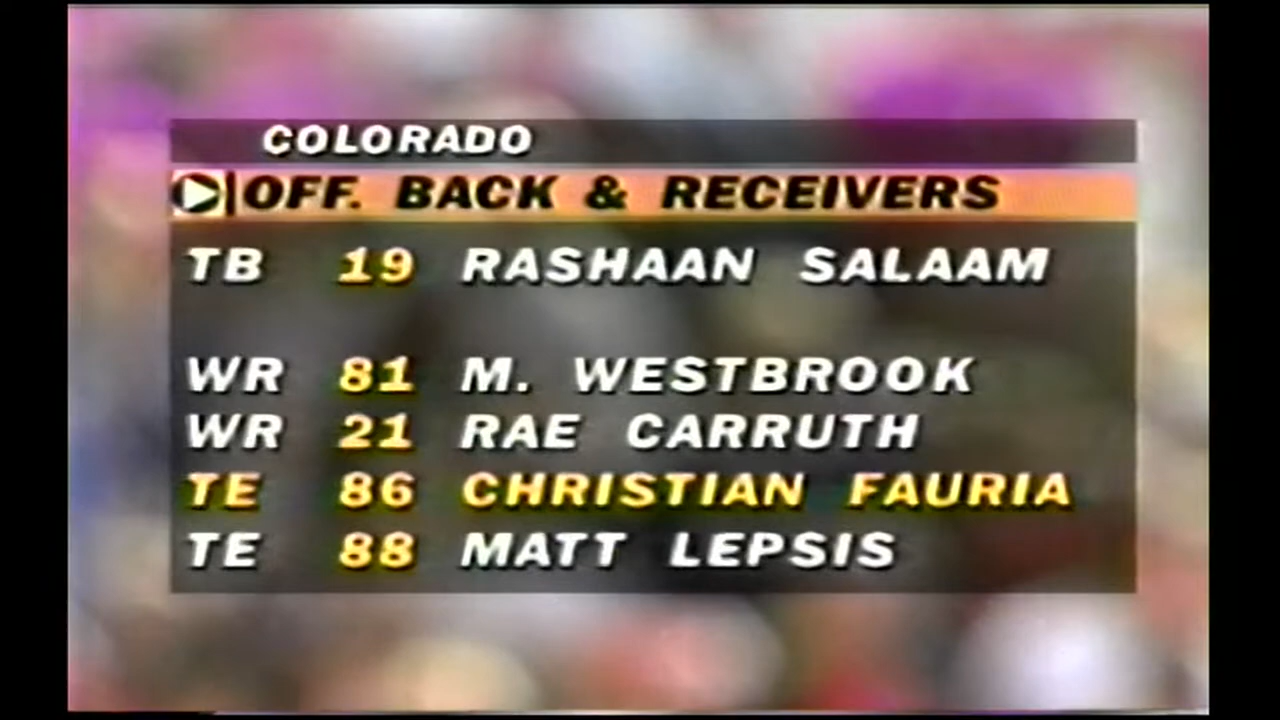 COLORADO
OFF. BACK & RECEIVERS
TB 19 RASHAAN SALAAM
WR 81 M. WESTBROOK
WR 21 RAE CARRUTH
TE 86 CHRISTIAN FAURIA
TE 88 MATT LEPSIS